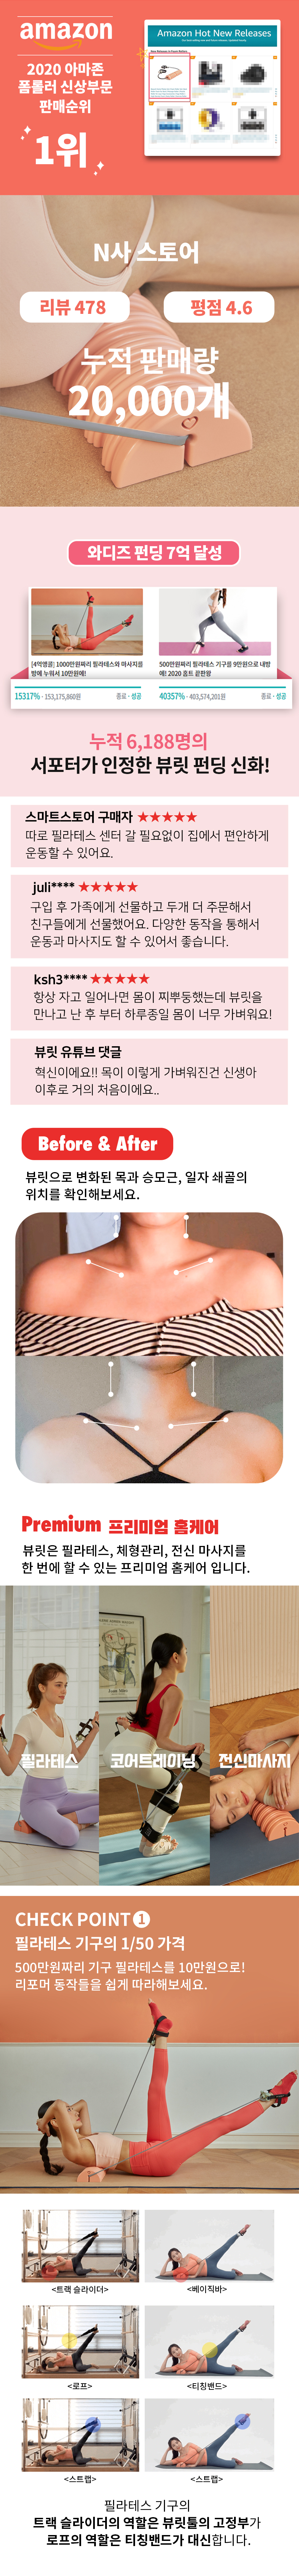 amazon
2020 아마존
폼롤러 신상부문
판매순위
1위
Amazon Hot New Releases
N사 스토어
리뷰 478
평점 4.6
누적 판매량
20,000개
와디즈 펀딩 7억 달성
[4억앵콜] 1000만원짜리 필라테스와 마사지를
방에 누워서 10만원에!
500만원짜리 필라테스 기구를 9만원으로 내방
에! 2020 홈트 끝판왕
15317% · 153,175,860원
종료 · 성공
40357% · 403,574,201원
종료 · 성공
누적 6,188명의
서포터가 인정한 뷰릿 펀딩 신화!
스마트스토어 구매자 ★★★★★
따로 필라테스 센터 갈 필요없이 집에서 편안하게
운동할 수 있어요.
juli**** ★★★★★
구입 후 가족에게 선물하고 두개 더 주문해서
친구들에게 선물했어요. 다양한 동작을 통해서
운동과 마사지도 할 수 있어서 좋습니다.
ksh3**** ★★★★★
항상 자고 일어나면 몸이 찌뿌둥했는데 뷰릿을
만나고 난 후 부터 하루종일 몸이 너무 가벼워요!
뷰릿 유튜브 댓글
혁신이에요!! 목이 이렇게 가벼워진건 신생아
이후로 거의 처음이에요..
Before & After
뷰릿으로 변화된 목과 승모근, 일자 쇄골의
위치를 확인해보세요.
Premium 프리미엄 홈케어
뷰릿은 필라테스, 체형관리, 전신 마사지를
한 번에 할 수 있는 프리미엄 홈케어 입니다.
필라테스
코어트레이닝
전신마사지
CHECK POINT 1
필라테스 기구의 1/50 가격
500만원짜리 기구 필라테스를 10만원으로!
리포머 동작들을 쉽게 따라해보세요.
<트랙 슬라이더>
<베이직바>
<로프>
<티칭밴드>
<스트랩>
<스트랩>
필라테스 기구의
트랙 슬라이더의 역할은 뷰릿툴의 고정부가
로프의 역할은 티칭밴드가 대신합니다.